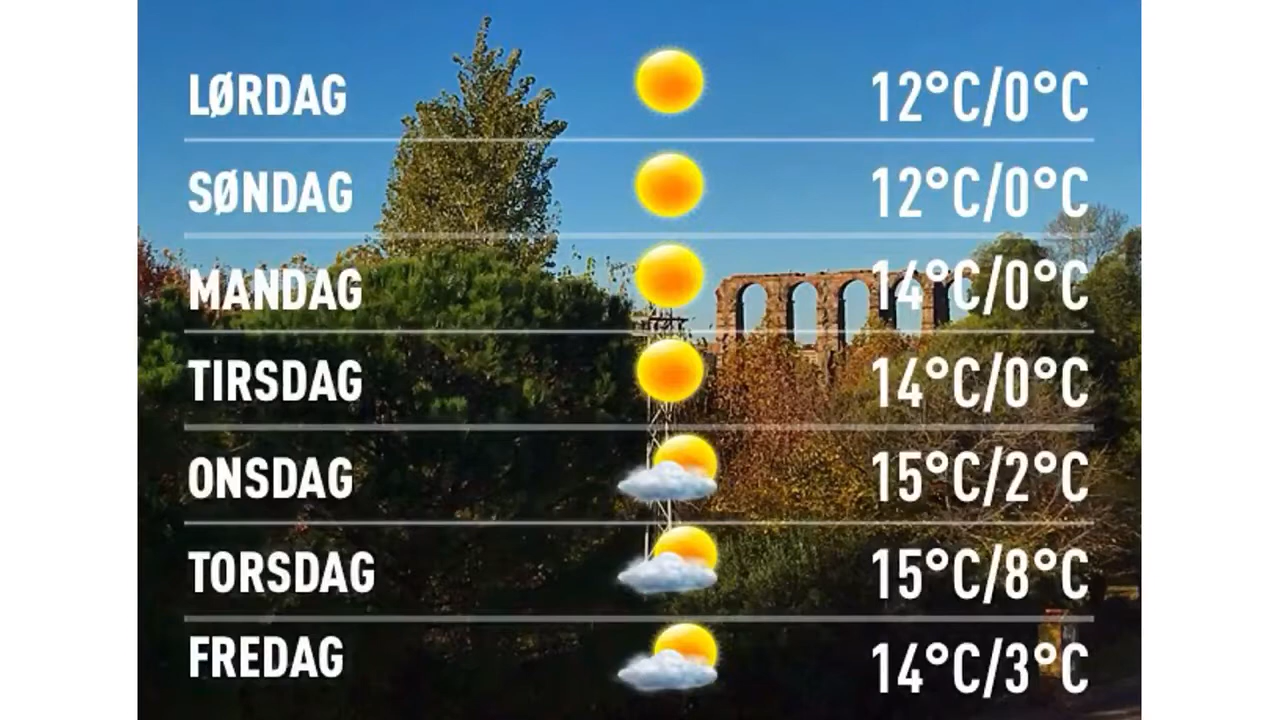 LØRDAG 12°C/0°C
SØNDAG 12°C/0°C
MANDAG 14°C/0°C
TIRSDAG 14°C/0°C
ONSDAG 15°C/2°C
TORSDAG 15°C/8°C
FREDAG 14°C/3°C